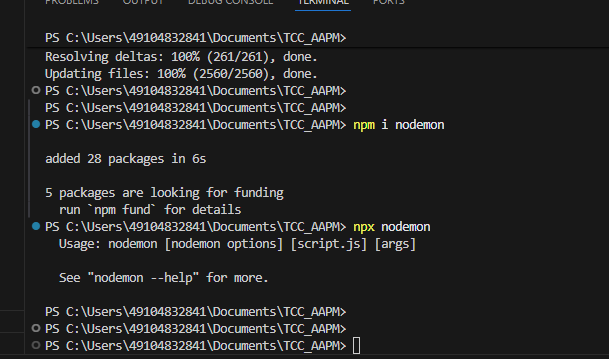 PROBLEMS OUTPUT DEBUG CONSOLE TERMINAL PORTS
PS C:\Users\49104832841\Documents\TCC_AAPM>
Resolving deltas: 100% (261/261), done.
Updating files: 100% (2560/2560), done.
PS C:\Users\49104832841\Documents\TCC_AAPM>
PS C:\Users\49104832841\Documents\TCC_AAPM>
PS C:\Users\49104832841\Documents\TCC_AAPM> npm i nodemon
added 28 packages in 6s
5 packages are looking for funding
run `npm fund` for details
PS C:\Users\49104832841\Documents\TCC_AAPM> npx nodemon
Usage: nodemon [nodemon options] [script.js] [args]
See "nodemon --help" for more.
PS C:\Users\49104832841\Documents\TCC_AAPM>
PS C:\Users\49104832841\Documents\TCC_AAPM>
PS C:\Users\49104832841\Documents\TCC_AAPM>